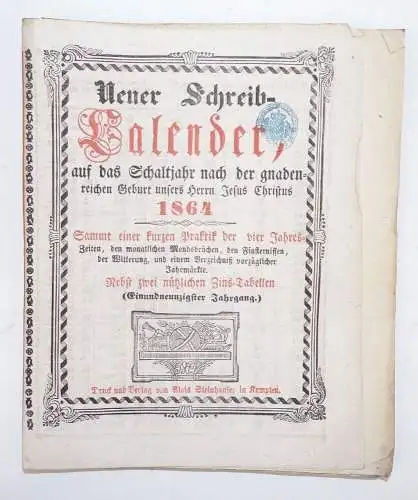 Neuer Schreib-
Calender,
auf das Schaltjahr nach der gnaden-
reichen Geburt unsers Herrn Jesus Christus
1864
Sammt einer kurzen Praktik der vier Jahres-
Zeiten, den monatlichen Mondsbrüchen, den Finsternissen,
der Witterung, und einem Verzeichniß vorzüglicher
Jahrmärkte.
Nebst zwei nützlichen Zins-Tabellen
(Einundneunzigster Jahrgang.)
Druck und Verlag von Alois Steinhauser in Kempten.